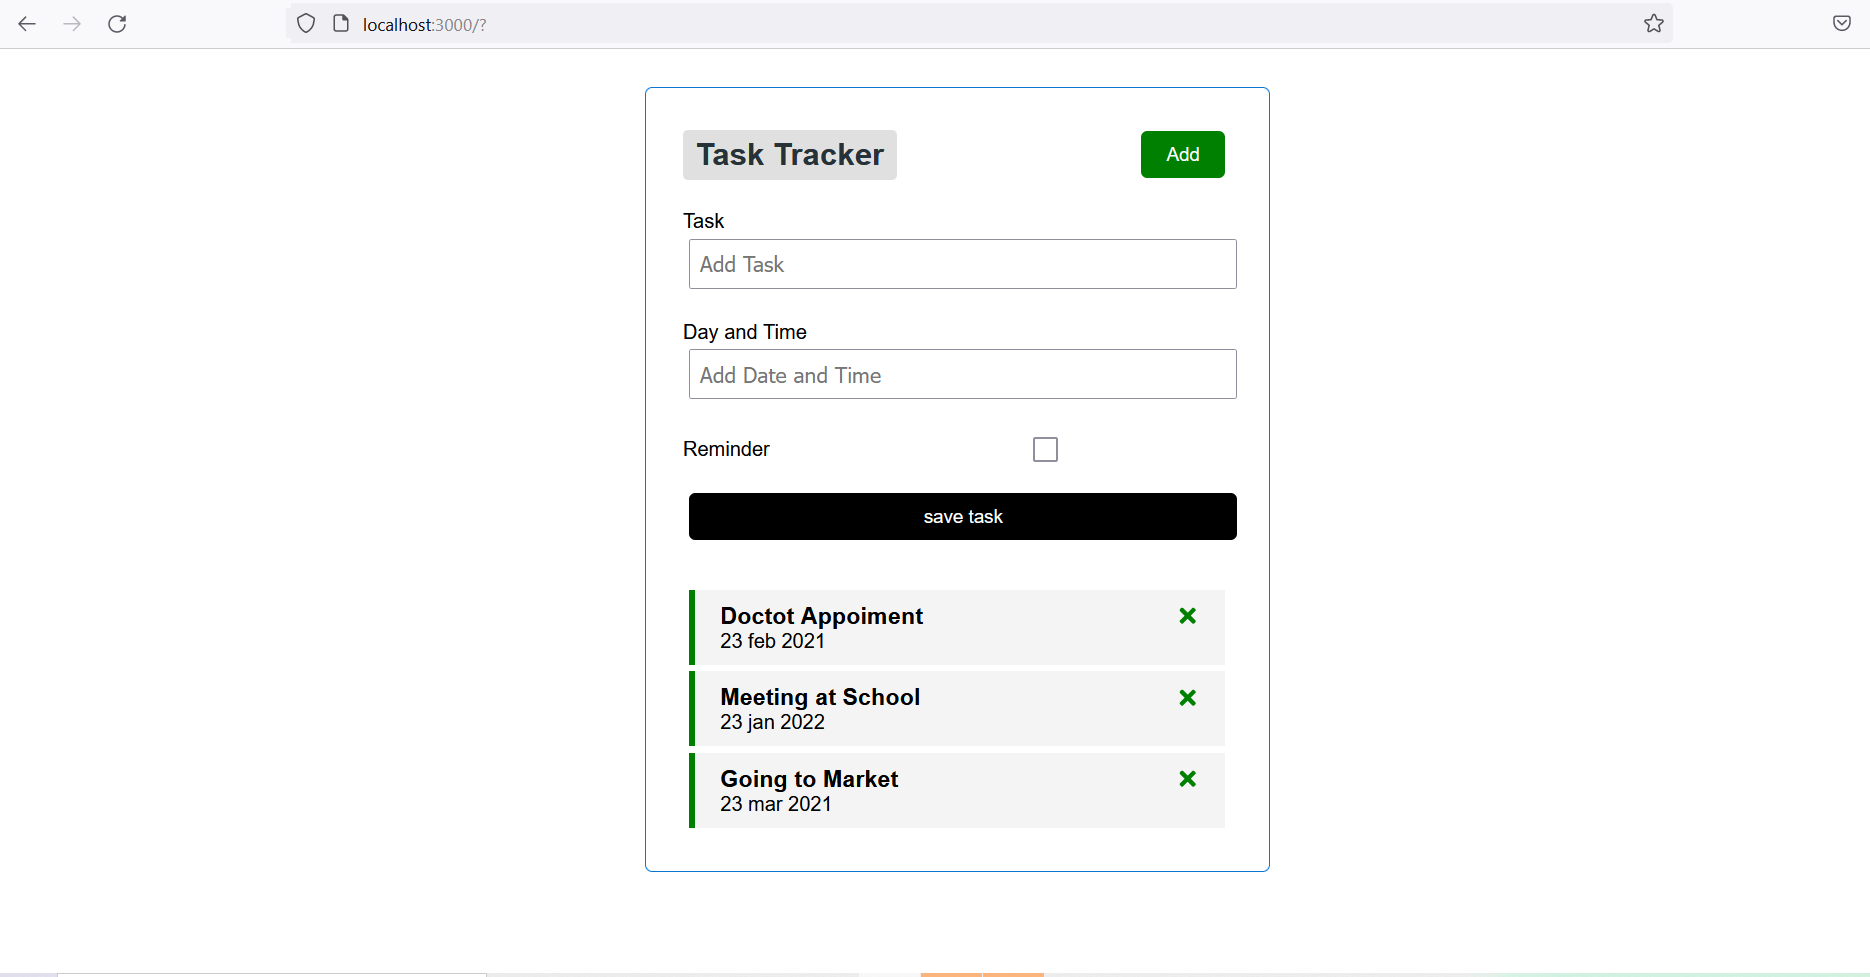 localhost:3000/?
Task Tracker
Add
Task
Add Task
Day and Time
Add Date and Time
Reminder
save task
Doctot Appoiment
23 feb 2021
Meeting at School
23 jan 2022
Going to Market
23 mar 2021